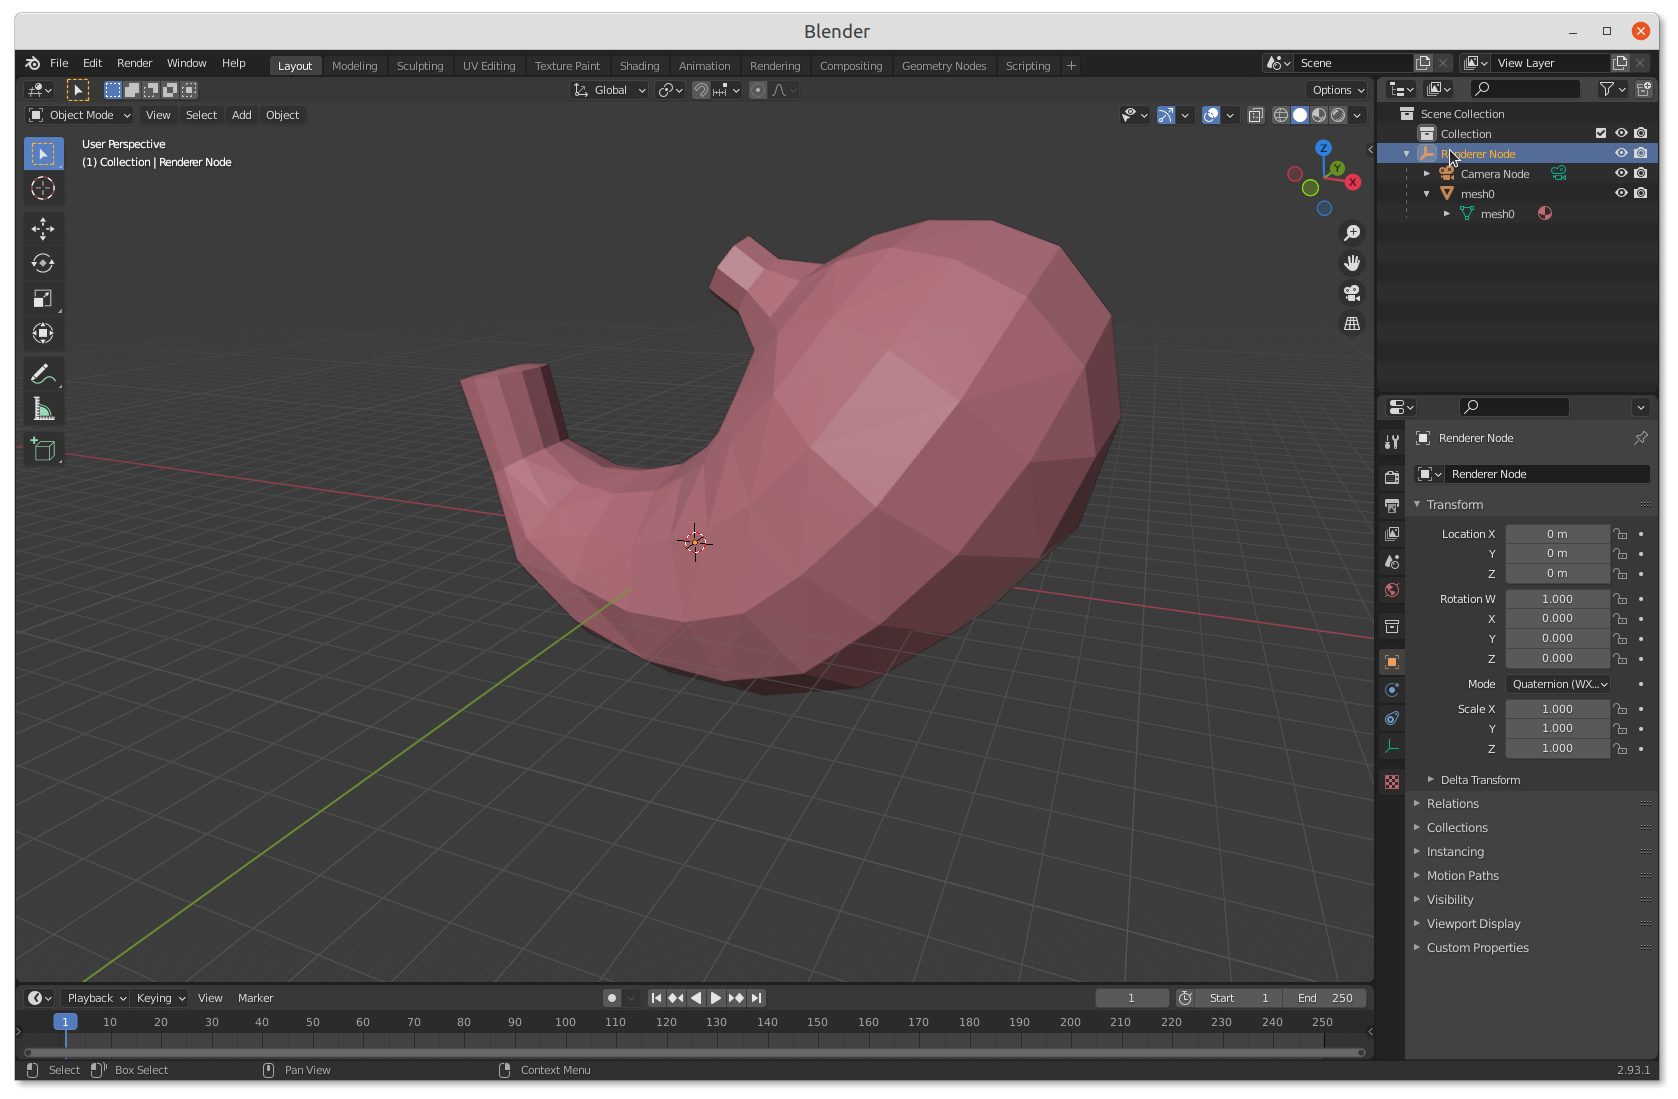 Blender
File Edit Render Window Help Layout Modeling Sculpting UV Editing Texture Paint Shading Animation Rendering Compositing Geometry Nodes Scripting + Scene View Layer
Global Options
Object Mode View Select Add Object
User Perspective
(1) Collection | Renderer Node
Z
Y
X
Scene Collection
Collection
Renderer Node
Camera Node
mesh0
mesh0
Renderer Node
Renderer Node
Transform
Location X 0 m
Y 0 m
Z 0 m
Rotation W 1.000
X 0.000
Y 0.000
Z 0.000
Mode Quaternion (WX...
Scale X 1.000
Y 1.000
Z 1.000
Delta Transform
Relations
Collections
Instancing
Motion Paths
Visibility
Viewport Display
Custom Properties
Playback Keying View Marker 1 Start 1 End 250
1 10 20 30 40 50 60 70 80 90 100 110 120 130 140 150 160 170 180 190 200 210 220 230 240 250
Select Box Select Pan View Context Menu 2.93.1